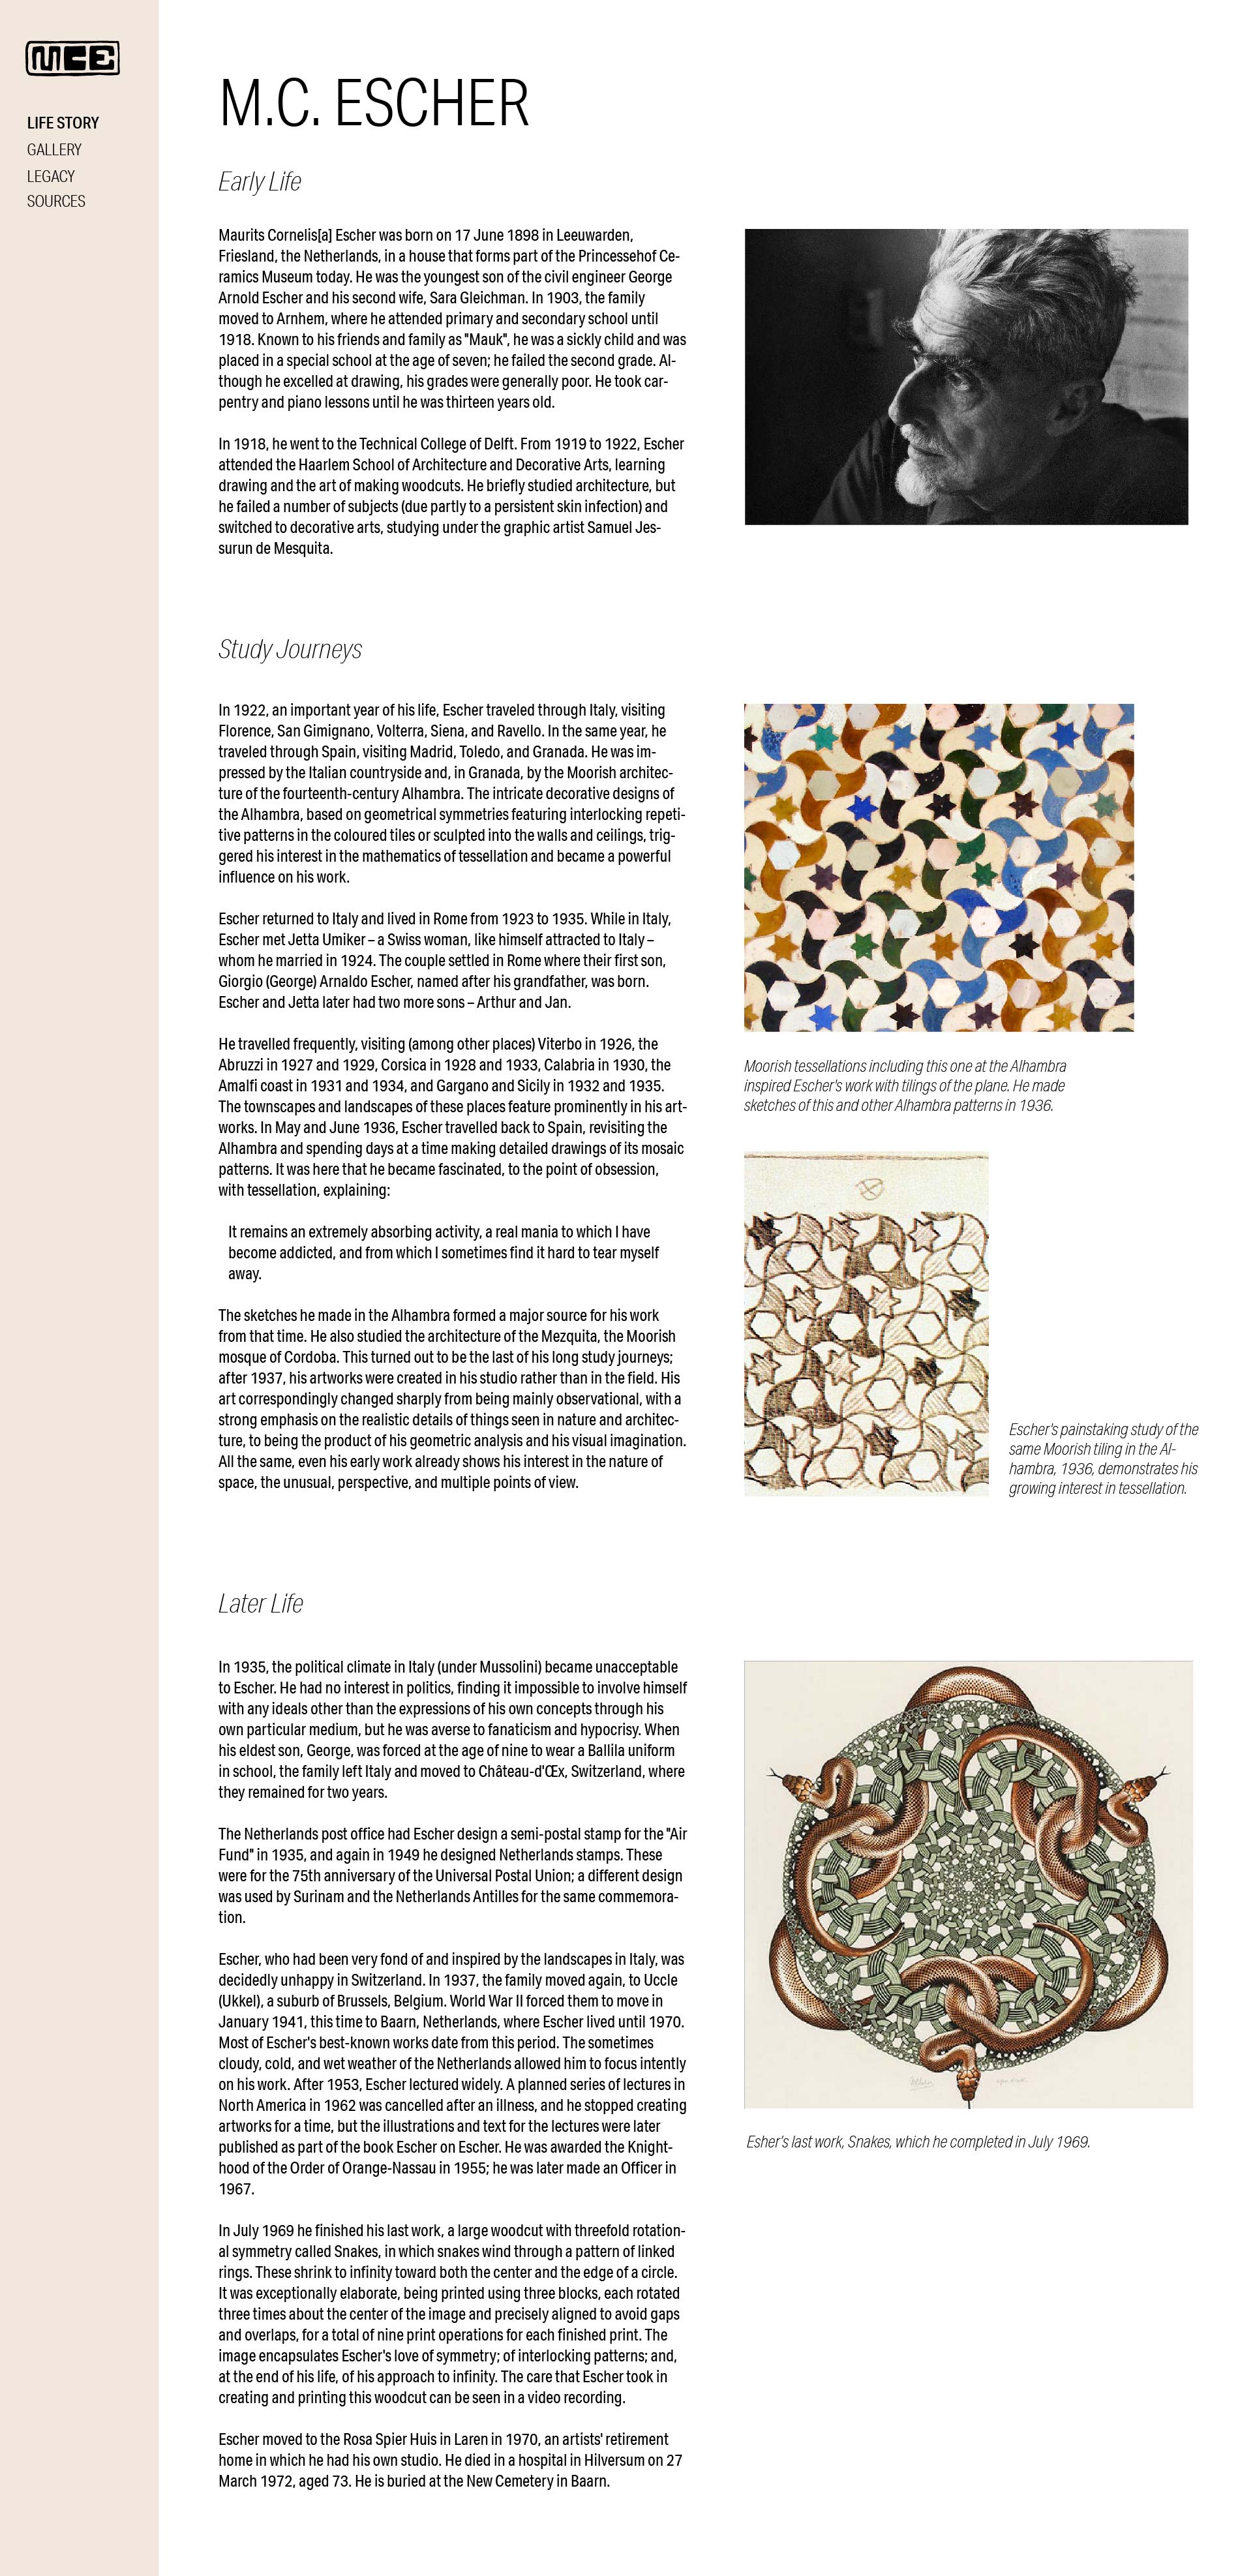 MCE
LIFE STORY
GALLERY
LEGACY
SOURCES
M.C. ESCHER
Early Life
Maurits Cornelis[a] Escher was born on 17 June 1898 in Leeuwarden,
Friesland, the Netherlands, in a house that forms part of the Princessehof Ce-
ramics Museum today. He was the youngest son of the civil engineer George
Arnold Escher and his second wife, Sara Gleichman. In 1903, the family
moved to Arnhem, where he attended primary and secondary school until
1918. Known to his friends and family as "Mauk", he was a sickly child and was
placed in a special school at the age of seven; he failed the second grade. Al-
though he excelled at drawing, his grades were generally poor. He took car-
pentry and piano lessons until he was thirteen years old.
In 1918, he went to the Technical College of Delft. From 1919 to 1922, Escher
attended the Haarlem School of Architecture and Decorative Arts, learning
drawing and the art of making woodcuts. He briefly studied architecture, but
he failed a number of subjects (due partly to a persistent skin infection) and
switched to decorative arts, studying under the graphic artist Samuel Jes-
surun de Mesquita.
Study Journeys
In 1922, an important year of his life, Escher traveled through Italy, visiting
Florence, San Gimignano, Volterra, Siena, and Ravello. In the same year, he
traveled through Spain, visiting Madrid, Toledo, and Granada. He was im-
pressed by the Italian countryside and, in Granada, by the Moorish architec-
ture of the fourteenth-century Alhambra. The intricate decorative designs of
the Alhambra, based on geometrical symmetries featuring interlocking repeti-
tive patterns in the coloured tiles or sculpted into the walls and ceilings, trig-
gered his interest in the mathematics of tessellation and became a powerful
influence on his work.
Escher returned to Italy and lived in Rome from 1923 to 1935. While in Italy,
Escher met Jetta Umiker – a Swiss woman, like himself attracted to Italy –
whom he married in 1924. The couple settled in Rome where their first son,
Giorgio (George) Arnaldo Escher, named after his grandfather, was born.
Escher and Jetta later had two more sons – Arthur and Jan.
He travelled frequently, visiting (among other places) Viterbo in 1926, the
Abruzzi in 1927 and 1929, Corsica in 1928 and 1933, Calabria in 1930, the
Amalfi coast in 1931 and 1934, and Gargano and Sicily in 1932 and 1935.
The townscapes and landscapes of these places feature prominently in his art-
works. In May and June 1936, Escher travelled back to Spain, revisiting the
Alhambra and spending days at a time making detailed drawings of its mosaic
patterns. It was here that he became fascinated, to the point of obsession,
with tessellation, explaining:
It remains an extremely absorbing activity, a real mania to which I have
become addicted, and from which I sometimes find it hard to tear myself
away.
The sketches he made in the Alhambra formed a major source for his work
from that time. He also studied the architecture of the Mezquita, the Moorish
mosque of Cordoba. This turned out to be the last of his long study journeys;
after 1937, his artworks were created in his studio rather than in the field. His
art correspondingly changed sharply from being mainly observational, with a
strong emphasis on the realistic details of things seen in nature and architec-
ture, to being the product of his geometric analysis and his visual imagination.
All the same, even his early work already shows his interest in the nature of
space, the unusual, perspective, and multiple points of view.
Moorish tessellations including this one at the Alhambra
inspired Escher's work with tilings of the plane. He made
sketches of this and other Alhambra patterns in 1936.
Escher's painstaking study of the
same Moorish tiling in the Al-
hambra, 1936, demonstrates his
growing interest in tessellation.
Later Life
In 1935, the political climate in Italy (under Mussolini) became unacceptable
to Escher. He had no interest in politics, finding it impossible to involve himself
with any ideals other than the expressions of his own concepts through his
own particular medium, but he was averse to fanaticism and hypocrisy. When
his eldest son, George, was forced at the age of nine to wear a Ballila uniform
in school, the family left Italy and moved to Château-d'Œx, Switzerland, where
they remained for two years.
The Netherlands post office had Escher design a semi-postal stamp for the "Air
Fund" in 1935, and again in 1949 he designed Netherlands stamps. These
were for the 75th anniversary of the Universal Postal Union; a different design
was used by Surinam and the Netherlands Antilles for the same commemora-
tion.
Escher, who had been very fond of and inspired by the landscapes in Italy, was
decidedly unhappy in Switzerland. In 1937, the family moved again, to Uccle
(Ukkel), a suburb of Brussels, Belgium. World War II forced them to move in
January 1941, this time to Baarn, Netherlands, where Escher lived until 1970.
Most of Escher's best-known works date from this period. The sometimes
cloudy, cold, and wet weather of the Netherlands allowed him to focus intently
on his work. After 1953, Escher lectured widely. A planned series of lectures in
North America in 1962 was cancelled after an illness, and he stopped creating
artworks for a time, but the illustrations and text for the lectures were later
published as part of the book Escher on Escher. He was awarded the Knight-
hood of the Order of Orange-Nassau in 1955; he was later made an Officer in
1967.
In July 1969 he finished his last work, a large woodcut with threefold rotation-
al symmetry called Snakes, in which snakes wind through a pattern of linked
rings. These shrink to infinity toward both the center and the edge of a circle.
It was exceptionally elaborate, being printed using three blocks, each rotated
three times about the center of the image and precisely aligned to avoid gaps
and overlaps, for a total of nine print operations for each finished print. The
image encapsulates Escher's love of symmetry; of interlocking patterns; and,
at the end of his life, of his approach to infinity. The care that Escher took in
creating and printing this woodcut can be seen in a video recording.
Escher moved to the Rosa Spier Huis in Laren in 1970, an artists' retirement
home in which he had his own studio. He died in a hospital in Hilversum on 27
March 1972, aged 73. He is buried at the New Cemetery in Baarn.
Esher's last work, Snakes, which he completed in July 1969.